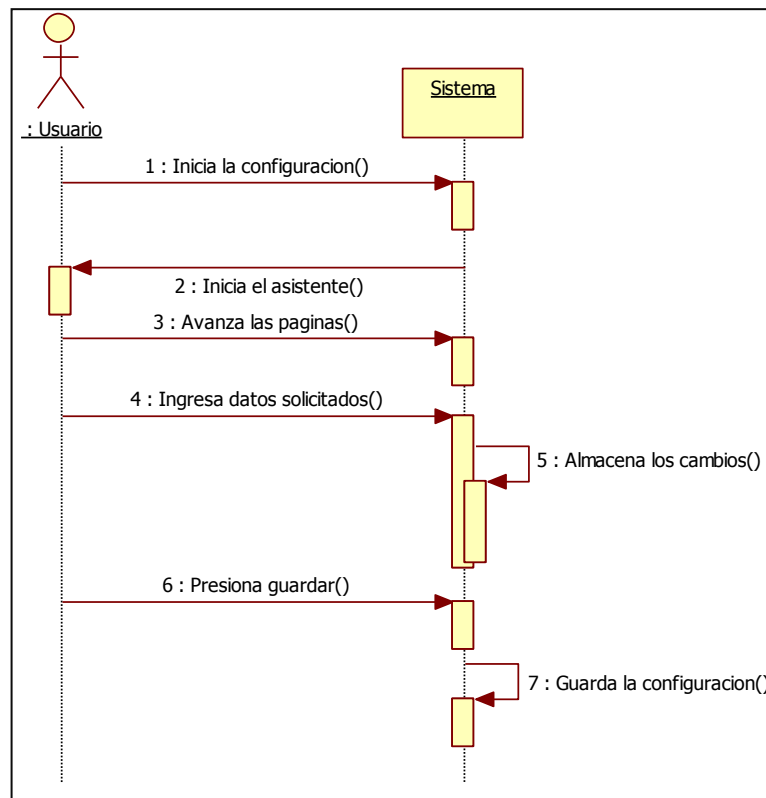 : Usuario
Sistema
1 : Inicia la configuracion()
2 : Inicia el asistente()
3 : Avanza las paginas()
4 : Ingresa datos solicitados()
5 : Almacena los cambios()
6 : Presiona guardar()
7 : Guarda la configuracion()